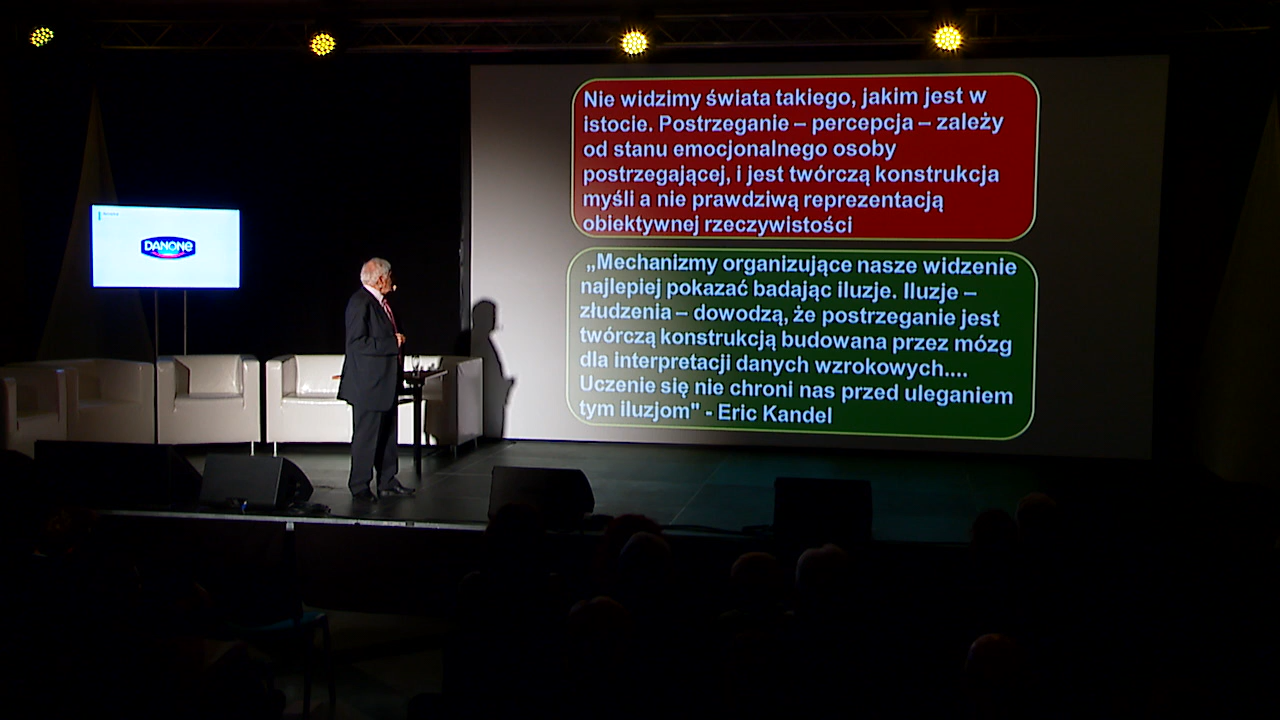 Nie widzimy świata takiego, jakim jest w
istocie. Postrzeganie – percepcja – zależy
od stanu emocjonalnego osoby
postrzegającej, i jest twórczą konstrukcja
myśli a nie prawdziwą reprezentacją
obiektywnej rzeczywistości
„Mechanizmy organizujące nasze widzenie
najlepiej pokazać badając iluzje. Iluzje –
złudzenia – dowodzą, że postrzeganie jest
twórczą konstrukcją budowana przez mózg
dla interpretacji danych wzrokowych....
Uczenie się nie chroni nas przed uleganiem
tym iluzjom" - Eric Kandel
DANONE